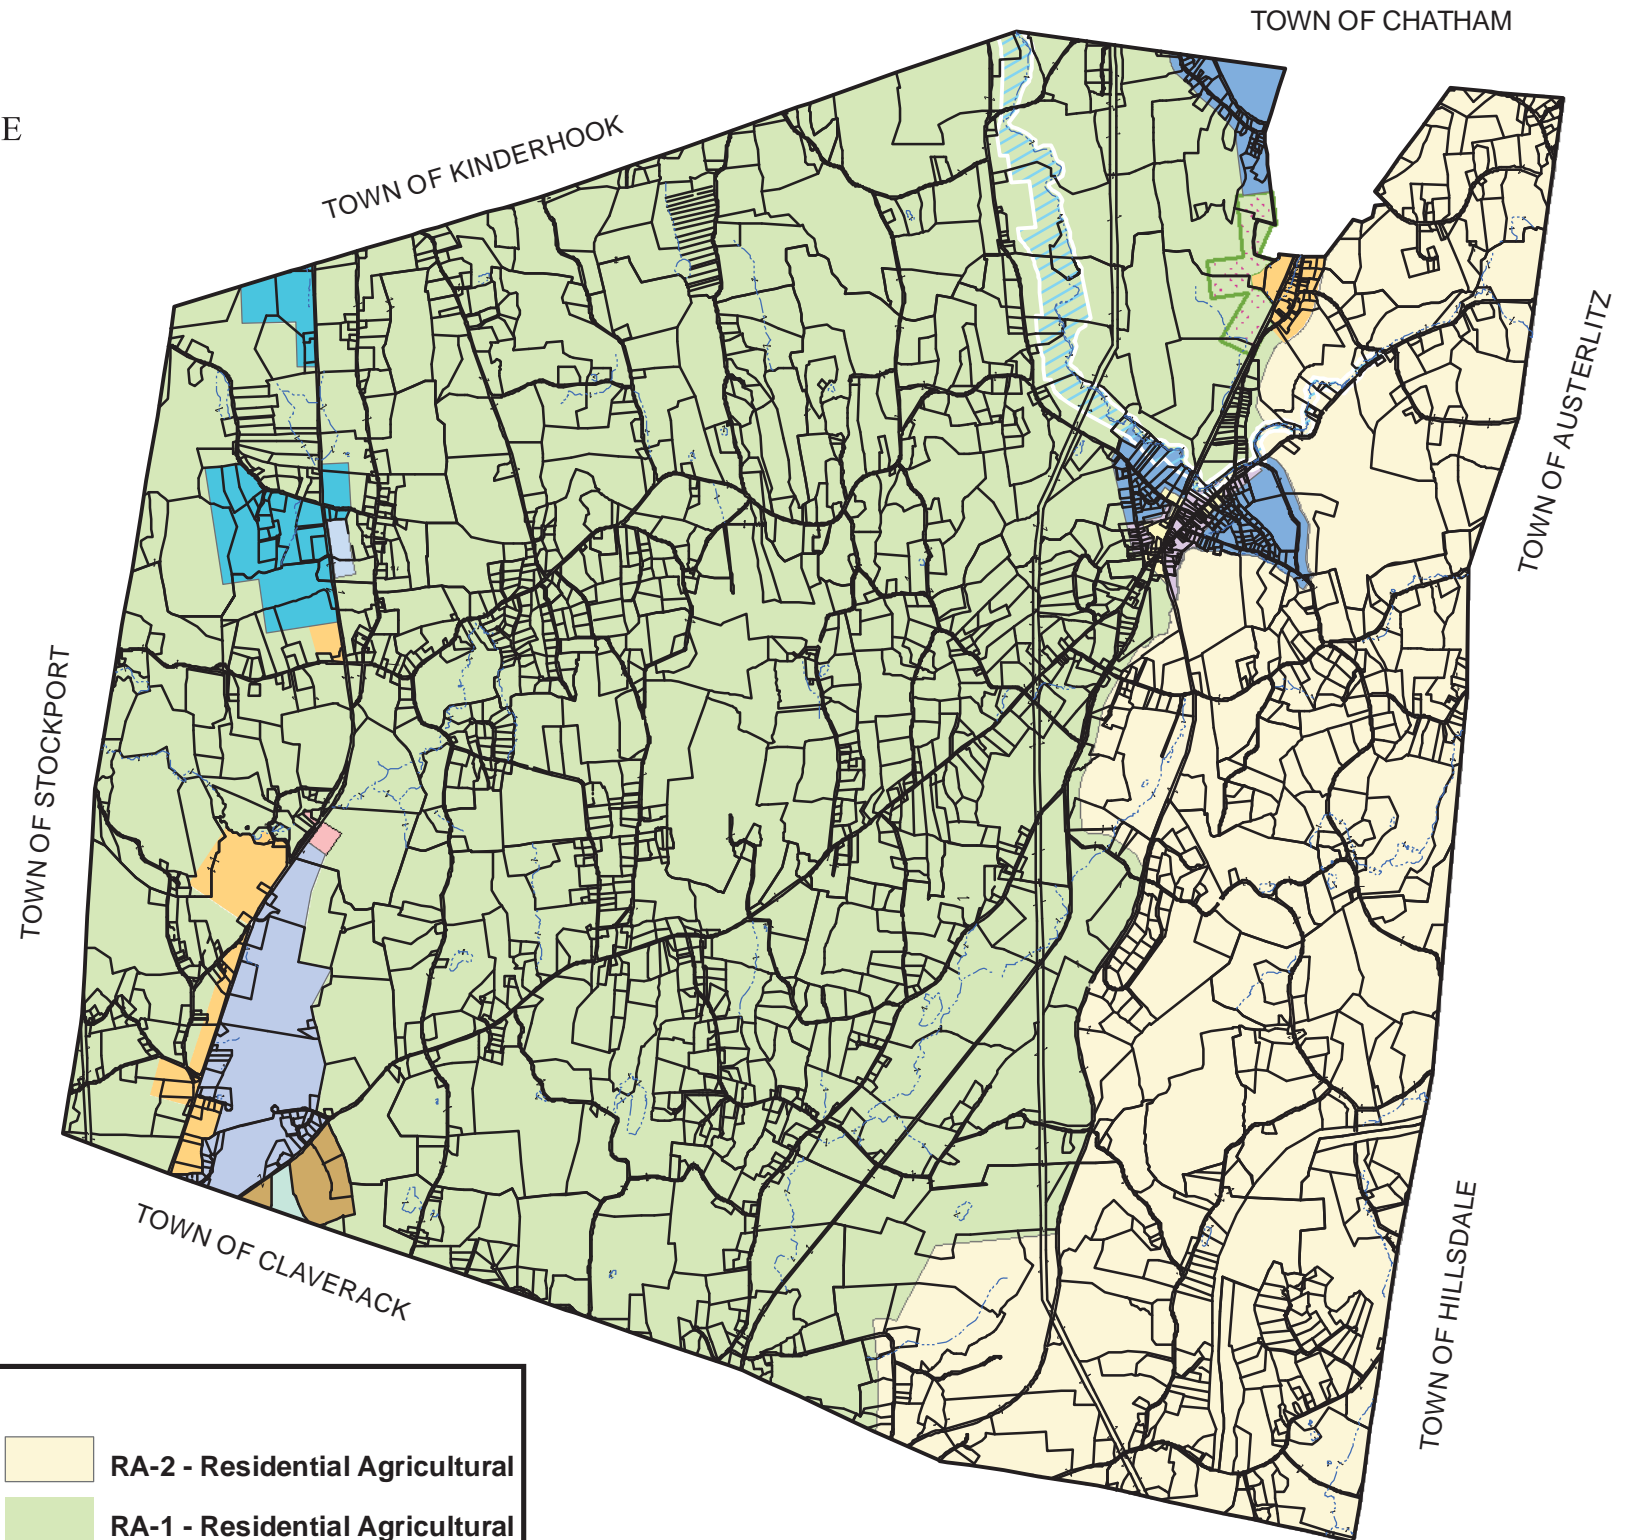 TOWN OF CHATHAM
E
TOWN OF KINDERHOOK
TOWN OF AUSTERLITZ
TOWN OF STOCKPORT
TOWN OF CLAVERACK
TOWN OF HILLSDALE
RA-2 - Residential Agricultural
RA-1 - Residential Agricultural